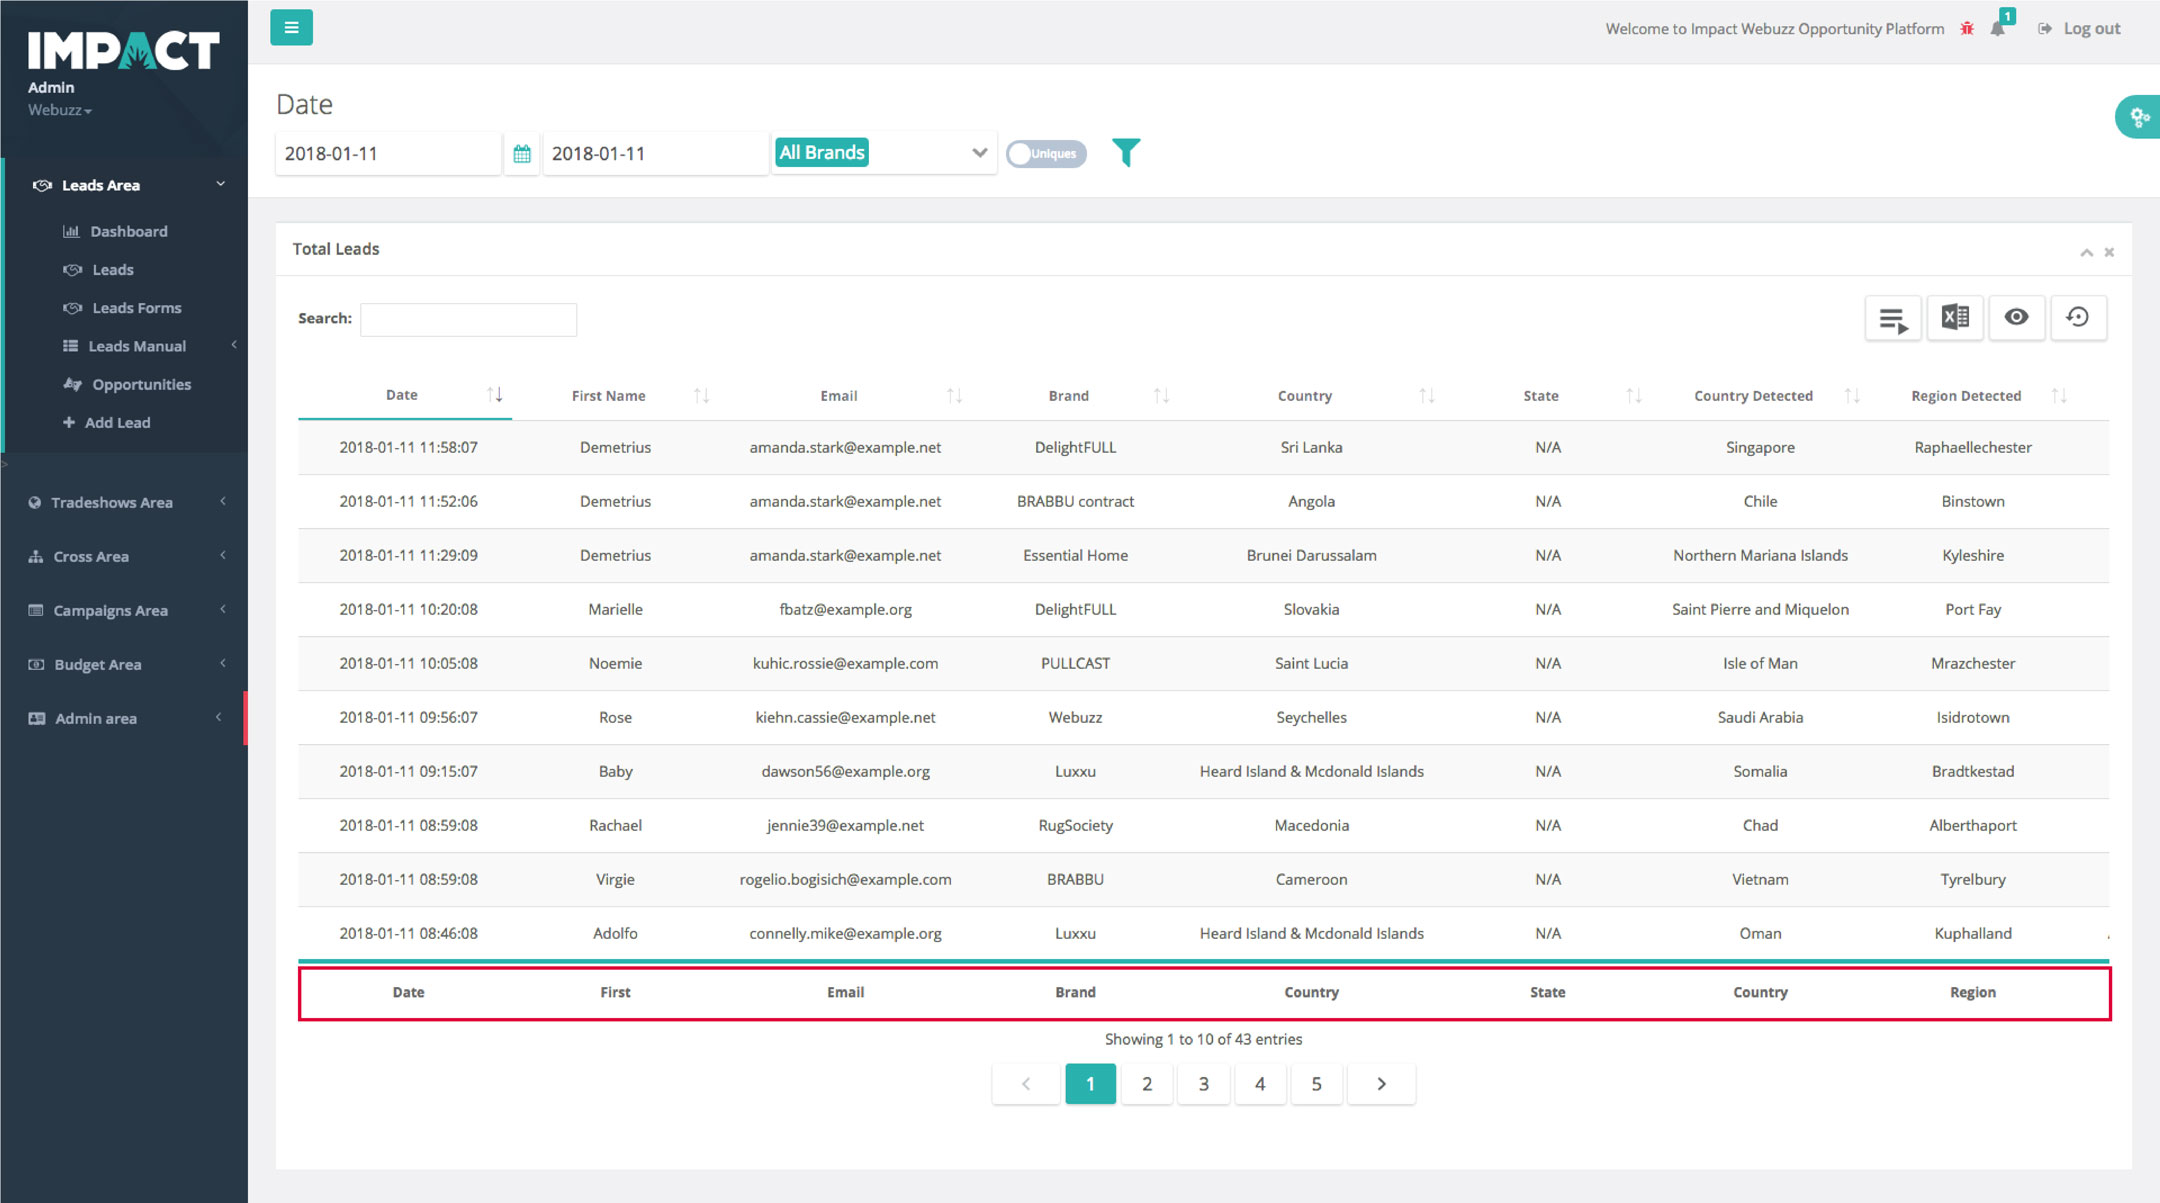 IMPACT
Admin
Webuzz
Leads Area
Dashboard
Leads
Leads Forms
Leads Manual
Opportunities
Add Lead
>
Tradeshows Area
Cross Area
Campaigns Area
Budget Area
Admin area
Welcome to Impact Webuzz Opportunity Platform 1 Log out
Date
2018-01-11 2018-01-11 All Brands Uniques
Total Leads
Search:
Date First Name Email Brand Country State Country Detected Region Detected
2018-01-11 11:58:07 Demetrius amanda.stark@example.net DelightFULL Sri Lanka N/A Singapore Raphaellechester
2018-01-11 11:52:06 Demetrius amanda.stark@example.net BRABBU contract Angola N/A Chile Binstown
2018-01-11 11:29:09 Demetrius amanda.stark@example.net Essential Home Brunei Darussalam N/A Northern Mariana Islands Kyleshire
2018-01-11 10:20:08 Marielle fbatz@example.org DelightFULL Slovakia N/A Saint Pierre and Miquelon Port Fay
2018-01-11 10:05:08 Noemie kuhic.rossie@example.com PULLCAST Saint Lucia N/A Isle of Man Mrazchester
2018-01-11 09:56:07 Rose kiehn.cassie@example.net Webuzz Seychelles N/A Saudi Arabia Isidrotown
2018-01-11 09:15:07 Baby dawson56@example.org Luxxu Heard Island & Mcdonald Islands N/A Somalia Bradtkestad
2018-01-11 08:59:08 Rachael jennie39@example.net RugSociety Macedonia N/A Chad Alberthaport
2018-01-11 08:59:08 Virgie rogelio.bogisich@example.com BRABBU Cameroon N/A Vietnam Tyrelbury
2018-01-11 08:46:08 Adolfo connelly.mike@example.org Luxxu Heard Island & Mcdonald Islands N/A Oman Kuphalland
Date First Email Brand Country State Country Region
Showing 1 to 10 of 43 entries
1 2 3 4 5